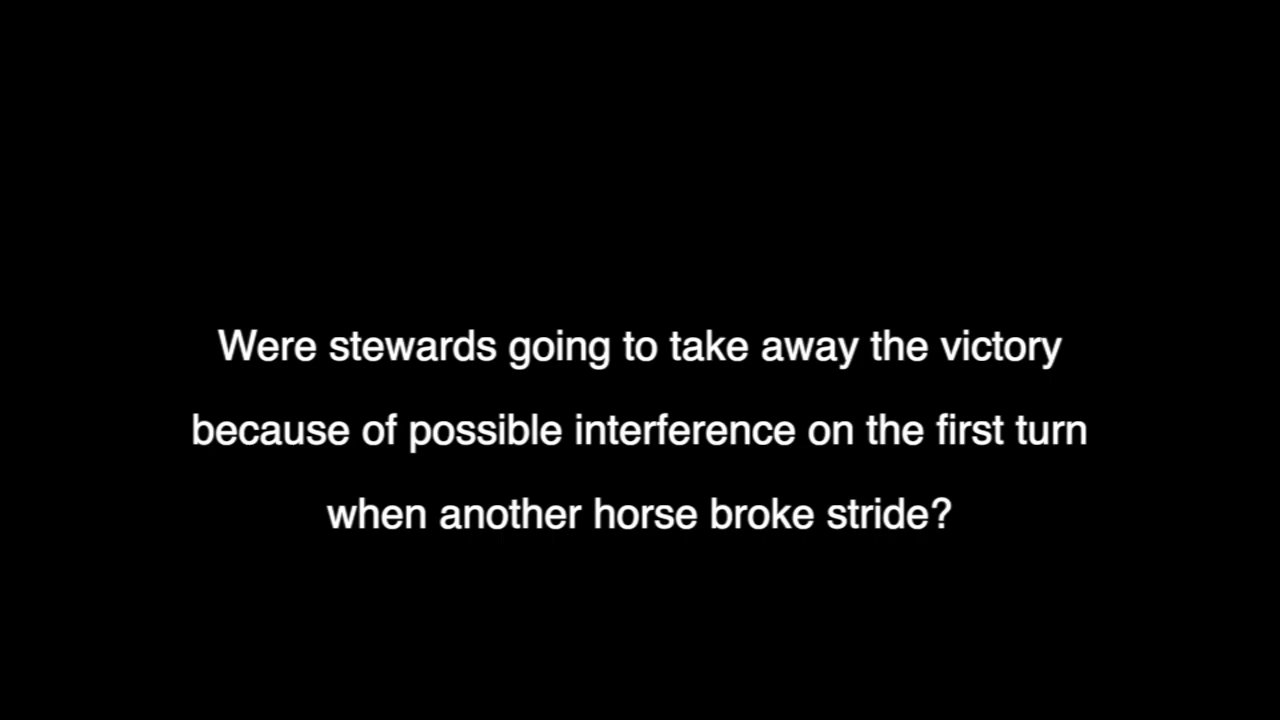 Were stewards going to take away the victory
because of possible interference on the first turn
when another horse broke stride?